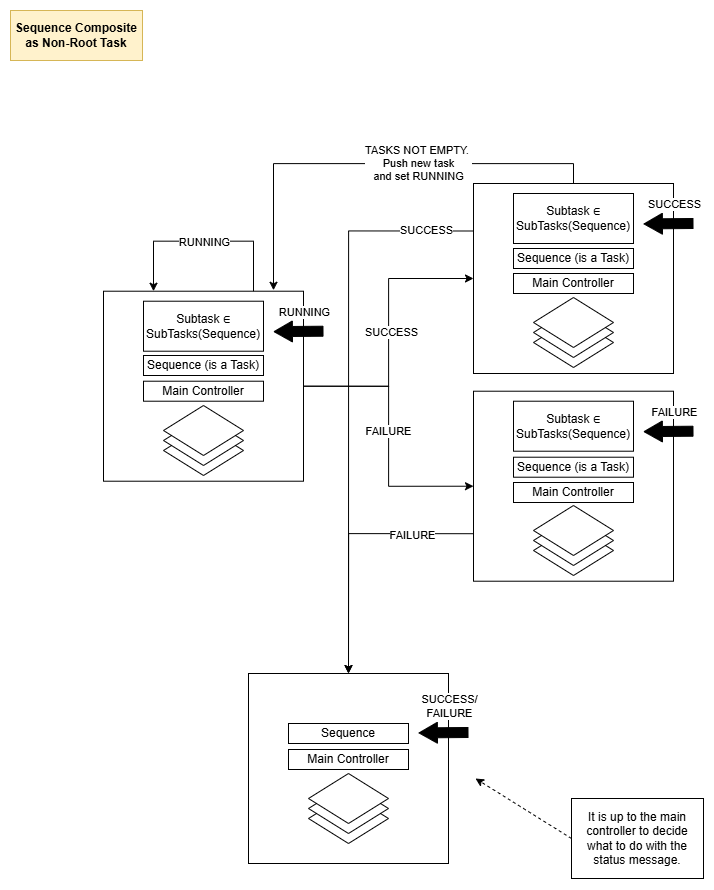 Sequence Composite
as Non-Root Task
TASKS NOT EMPTY.
Push new task
and set RUNNING
Subtask ∈
SubTasks(Sequence)
SUCCESS
Sequence (is a Task)
Main Controller
SUCCESS
RUNNING
Subtask ∈
SubTasks(Sequence)
RUNNING
Sequence (is a Task)
Main Controller
SUCCESS
FAILURE
Subtask ∈
SubTasks(Sequence)
FAILURE
Sequence (is a Task)
Main Controller
FAILURE
SUCCESS/
FAILURE
Sequence
Main Controller
It is up to the main
controller to decide
what to do with the
status message.